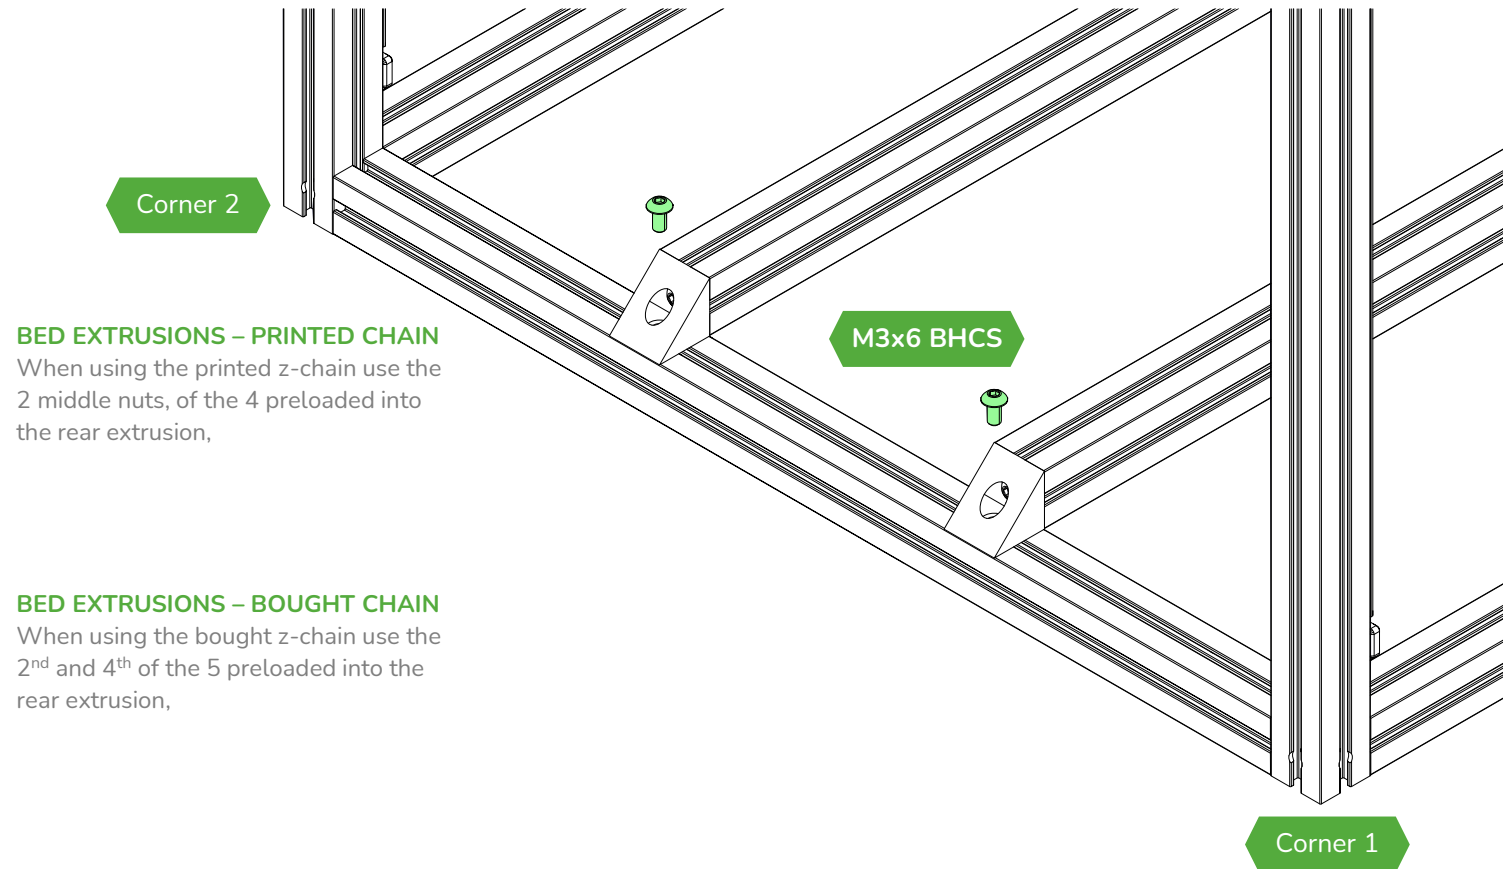 Corner 2
BED EXTRUSIONS – PRINTED CHAIN
When using the printed z-chain use the
2 middle nuts, of the 4 preloaded into
the rear extrusion,
M3x6 BHCS
BED EXTRUSIONS – BOUGHT CHAIN
When using the bought z-chain use the
2nd and 4th of the 5 preloaded into the
rear extrusion,
Corner 1